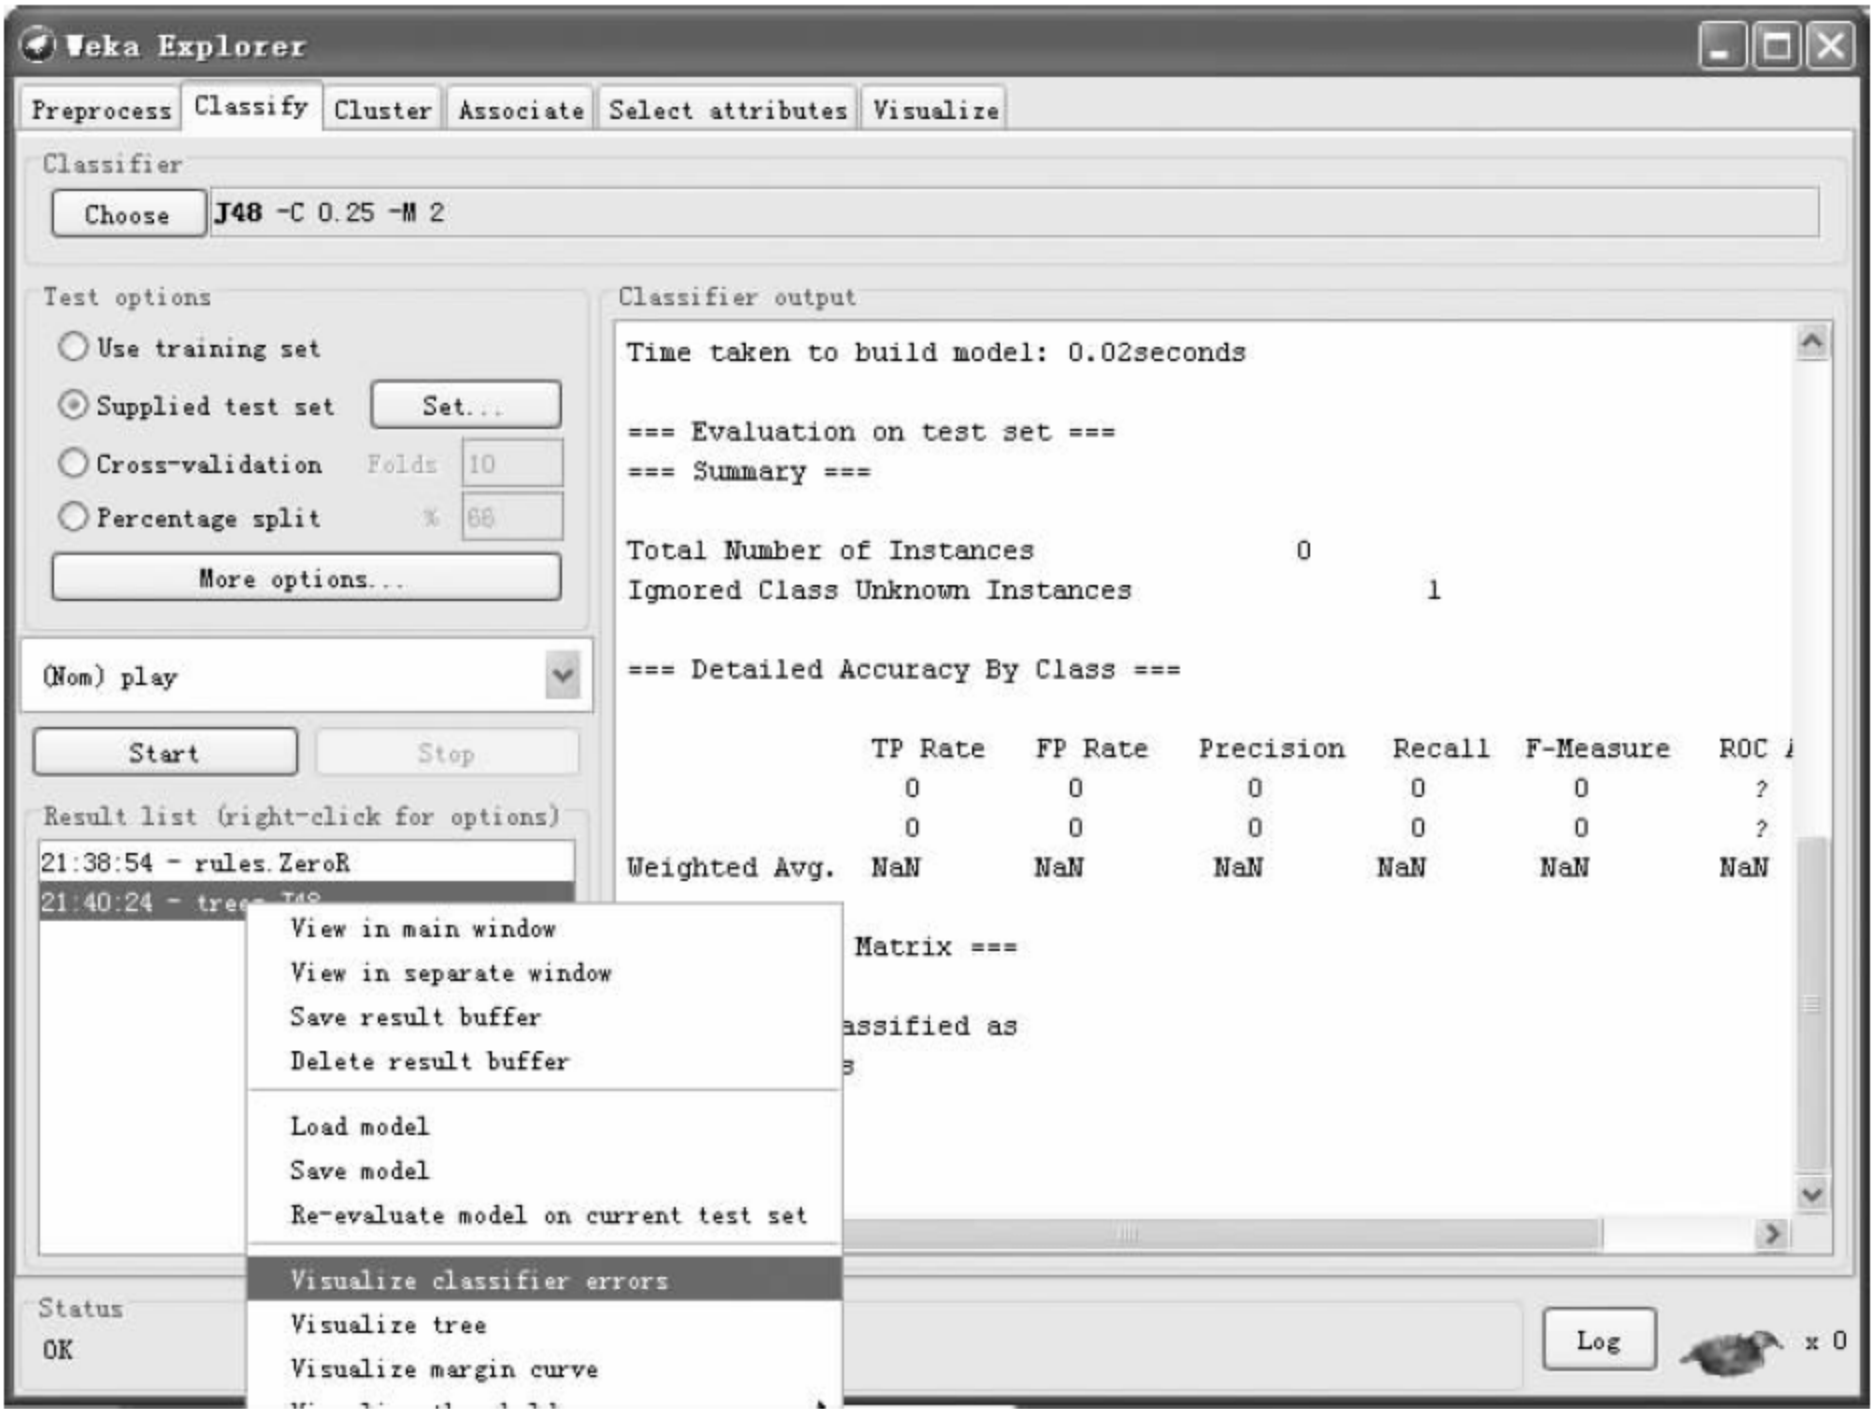 Weka Explorer
Preprocess Classify Cluster Associate Select attributes Visualize
Classifier
Choose J48 -C 0.25 -M 2
Test options
Use training set
Supplied test set Set...
Cross-validation Folds 10
Percentage split % 66
More options...
(Nom) play
Start Stop
Result list (right-click for options)
21:38:54 - rules.ZeroR
21:40:24 - trees.J48
View in main window
View in separate window
Save result buffer
Delete result buffer
Load model
Save model
Re-evaluate model on current test set
Visualize classifier errors
Visualize tree
Visualize margin curve
Classifier output
Time taken to build model: 0.02seconds
=== Evaluation on test set ===
=== Summary ===
Total Number of Instances 0
Ignored Class Unknown Instances 1
=== Detailed Accuracy By Class ===
TP Rate FP Rate Precision Recall F-Measure ROC
0 0 0 0 0 ?
0 0 0 0 0 ?
Weighted Avg. NaN NaN NaN NaN NaN NaN
Matrix ===
assified as
s
Status
OK
Log x 0